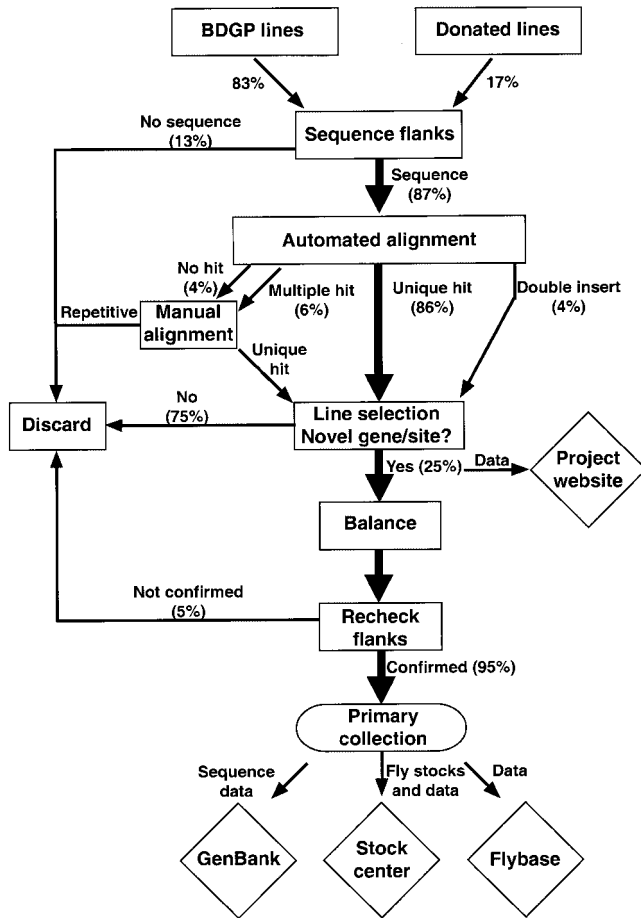 BDGP lines
Donated lines
83%
17%
No sequence
(13%)
Sequence flanks
Sequence
(87%)
Automated alignment
No hit
(4%)
Multiple hit
(6%)
Unique hit
(86%)
Double insert
(4%)
Repetitive
Manual
alignment
Unique
hit
No
(75%)
Discard
Line selection
Novel gene/site?
Yes (25%)
Data
Project
website
Balance
Not confirmed
(5%)
Recheck
flanks
Confirmed (95%)
Primary
collection
Sequence
data
Fly stocks
and data
Data
GenBank
Stock
center
Flybase